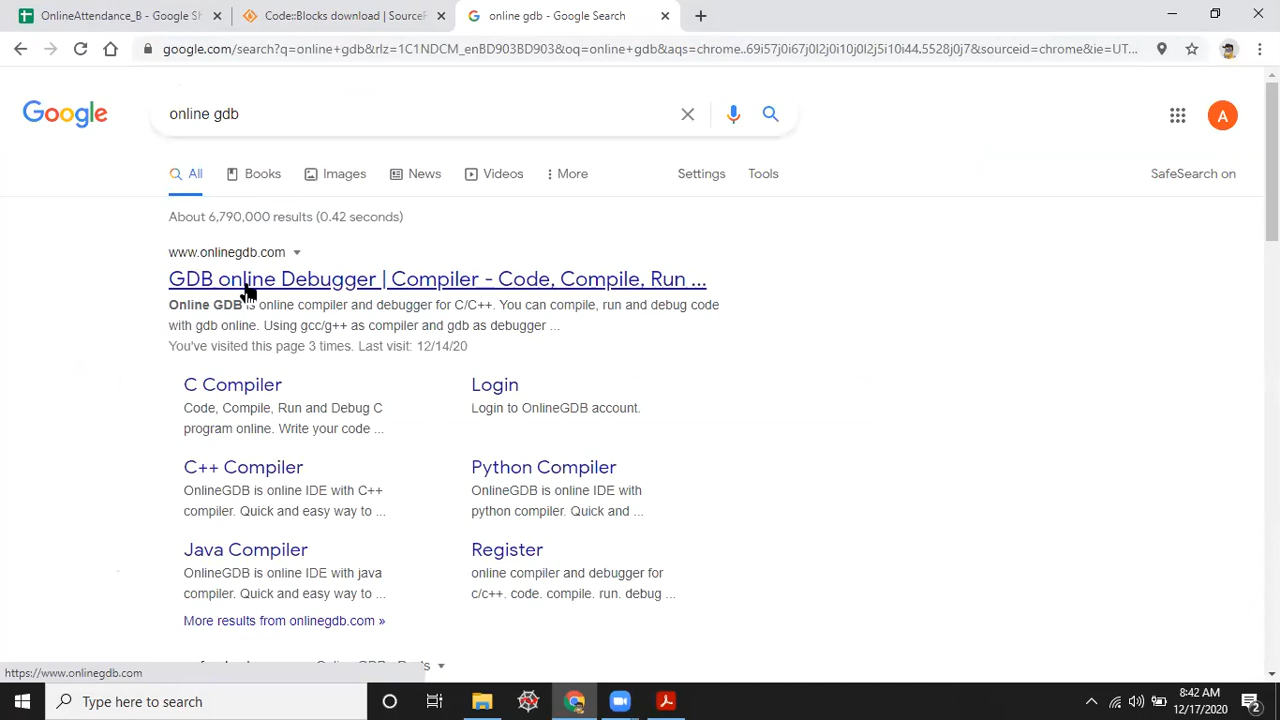 OnlineAttendance_B - Google Sh
Code::Blocks download | SourceF
online gdb - Google Search
google.com/search?q=online+gdb&rlz=1C1NDCM_enBD903BD903&oq=online+gdb&aqs=chrome..69i57j0i67j0l2j0i10j0l2j5i10i44.5528j0j7&sourceid=chrome&ie=UT...
Google
online gdb
A
All
Books
Images
News
Videos
More
Settings
Tools
SafeSearch on
About 6,790,000 results (0.42 seconds)
www.onlinegdb.com
GDB online Debugger | Compiler - Code, Compile, Run ...
Online GDB is online compiler and debugger for C/C++. You can compile, run and debug code
with gdb online. Using gcc/g++ as compiler and gdb as debugger ...
You've visited this page 3 times. Last visit: 12/14/20
C Compiler
Code, Compile, Run and Debug C
program online. Write your code ...
Login
Login to OnlineGDB account.
C++ Compiler
OnlineGDB is online IDE with C++
compiler. Quick and easy way to ...
Python Compiler
OnlineGDB is online IDE with
python compiler. Quick and ...
Java Compiler
OnlineGDB is online IDE with java
compiler. Quick and easy way to ...
Register
online compiler and debugger for
c/c++. code. compile. run. debug ...
More results from onlinegdb.com »
https://www.onlinegdb.com
Type here to search
8:42 AM
12/17/2020
2